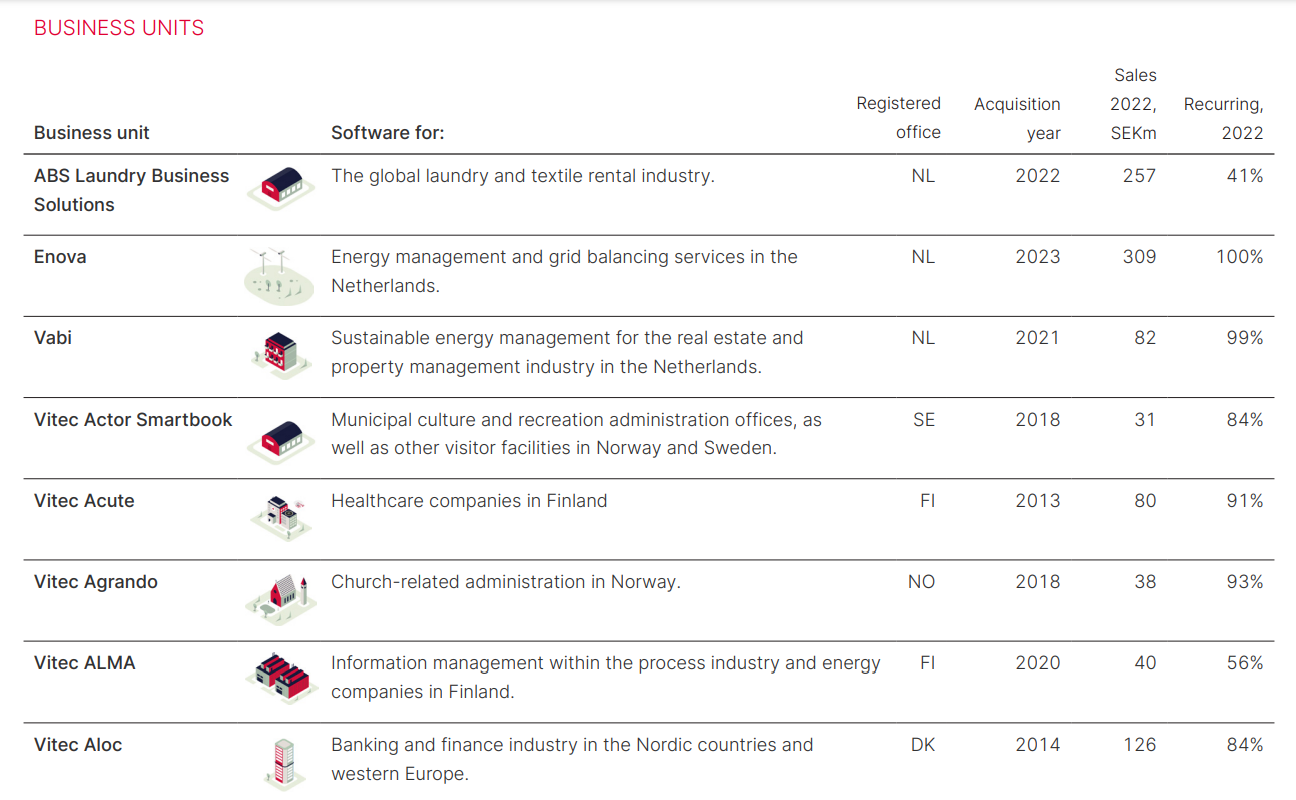 BUSINESS UNITS
Business unit Software for: Registered office Acquisition year Sales 2022, SEKm Recurring, 2022
ABS Laundry Business Solutions The global laundry and textile rental industry. NL 2022 257 41%
Enova Energy management and grid balancing services in the Netherlands. NL 2023 309 100%
Vabi Sustainable energy management for the real estate and property management industry in the Netherlands. NL 2021 82 99%
Vitec Actor Smartbook Municipal culture and recreation administration offices, as well as other visitor facilities in Norway and Sweden. SE 2018 31 84%
Vitec Acute Healthcare companies in Finland FI 2013 80 91%
Vitec Agrando Church-related administration in Norway. NO 2018 38 93%
Vitec ALMA Information management within the process industry and energy companies in Finland. FI 2020 40 56%
Vitec Aloc Banking and finance industry in the Nordic countries and western Europe. DK 2014 126 84%